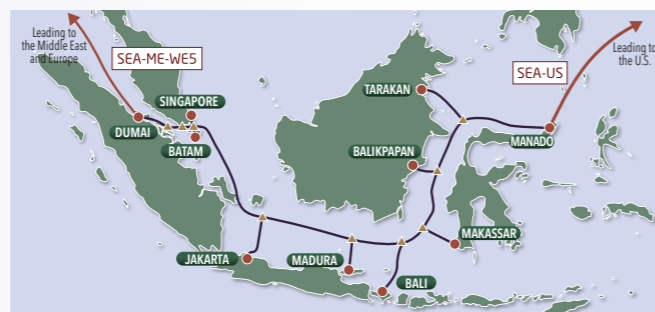 Leading to
the Middle East
and Europe
SEA-ME-WE5
SINGAPORE
DUMAI
BATAM
TARAKAN
SEA-US
Leading to
the U.S.
MANADO
BALIKPAPAN
MAKASSAR
JAKARTA
MADURA
BALI